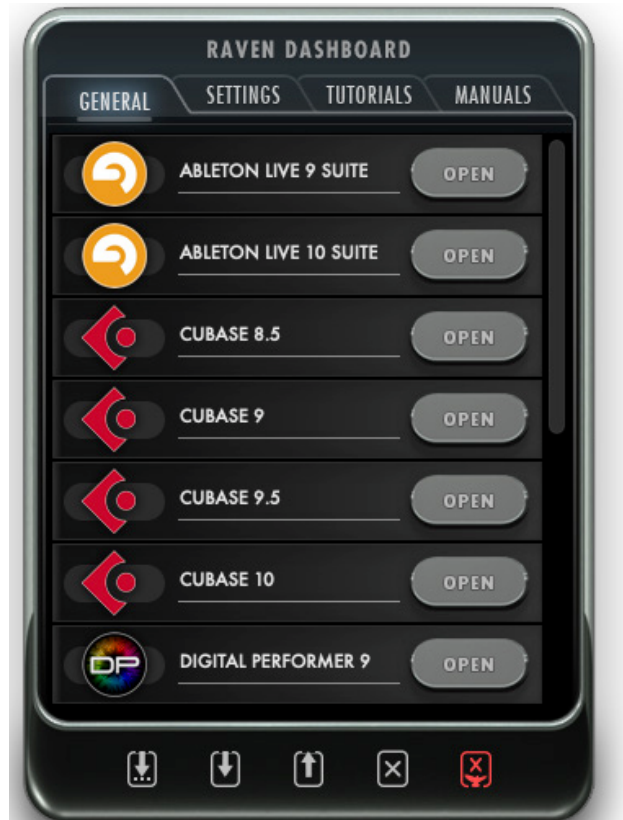 RAVEN DASHBOARD
GENERAL SETTINGS TUTORIALS MANUALS
ABLETON LIVE 9 SUITE OPEN
ABLETON LIVE 10 SUITE OPEN
CUBASE 8.5 OPEN
CUBASE 9 OPEN
CUBASE 9.5 OPEN
CUBASE 10 OPEN
DP DIGITAL PERFORMER 9 OPEN